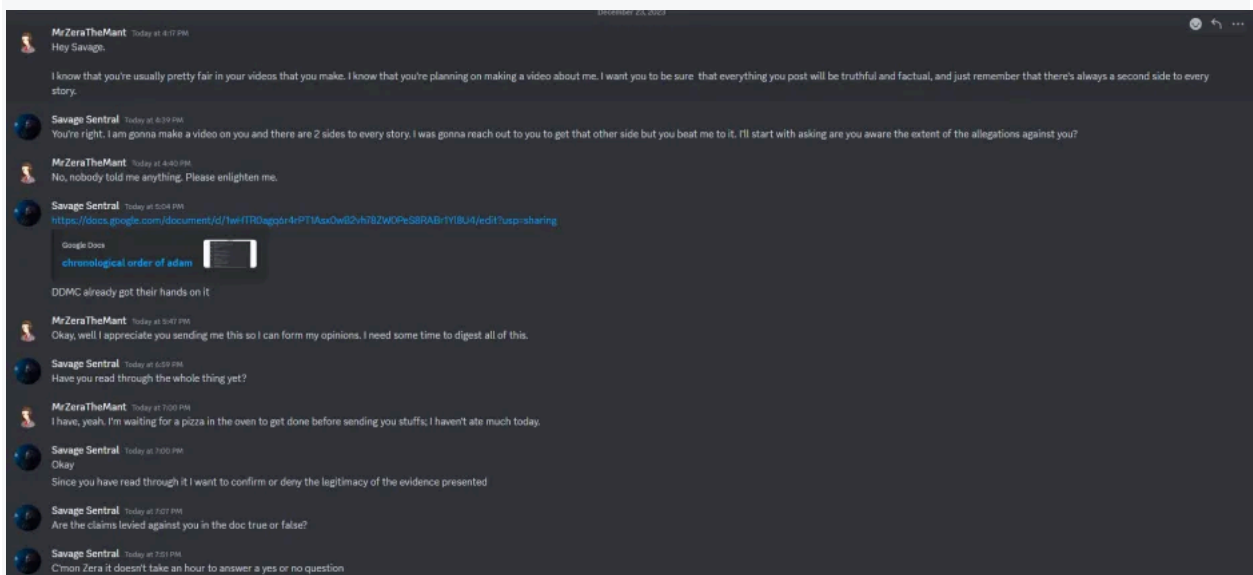 December 23, 2023
MrZeraTheMant Today at 4:17 PM
Hey Savage.
I know that you're usually pretty fair in your videos that you make. I know that you're planning on making a video about me. I want you to be sure that everything you post will be truthful and factual, and just remember that there's always a second side to every
story.
Savage Sentral Today at 4:39 PM
You're right. I am gonna make a video on you and there are 2 sides to every story. I was gonna reach out to you to get that other side but you beat me to it. I'll start with asking are you aware the extent of the allegations against you?
MrZeraTheMant Today at 4:40 PM
No, nobody told me anything. Please enlighten me.
Savage Sentral Today at 5:04 PM
Google Docs
chronological order of adam
DDMC already got their hands on it
MrZeraTheMant Today at 5:47 PM
Okay, well I appreciate you sending me this so I can form my opinions. I need some time to digest all of this.
Savage Sentral Today at 6:59 PM
Have you read through the whole thing yet?
MrZeraTheMant Today at 7:00 PM
I have, yeah. I'm waiting for a pizza in the oven to get done before sending you stuffs; I haven't ate much today.
Savage Sentral Today at 7:00 PM
Okay
Since you have read through it I want to confirm or deny the legitimacy of the evidence presented
Savage Sentral Today at 7:07 PM
Are the claims levied against you in the doc true or false?
Savage Sentral Today at 7:51 PM
C'mon Zera it doesn't take an hour to answer a yes or no question